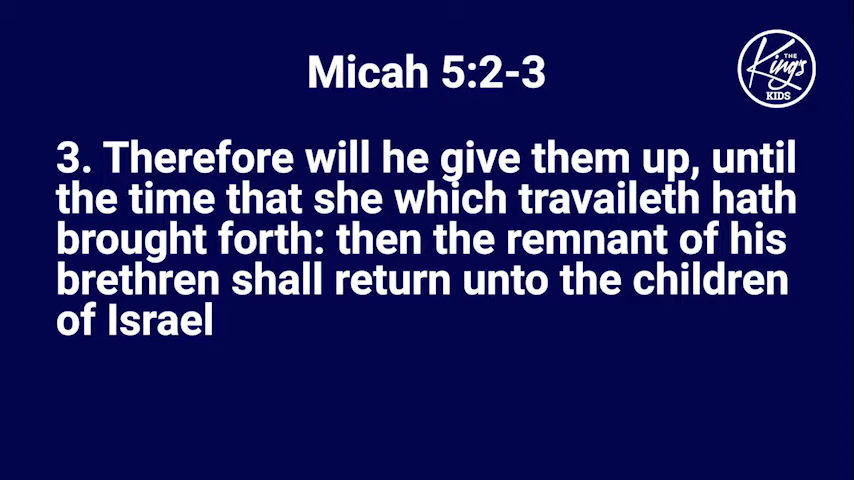 Micah 5:2-3
THE
King's
KIDS
3. Therefore will he give them up, until
the time that she which travaileth hath
brought forth: then the remnant of his
brethren shall return unto the children
of Israel